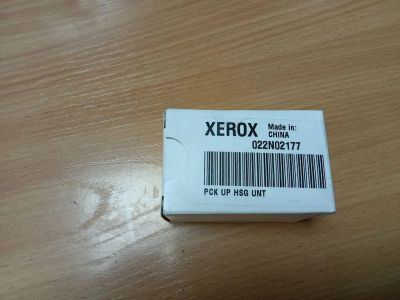 XEROX Made in:
CHINA
022N02177
PCK UP HSG UNT